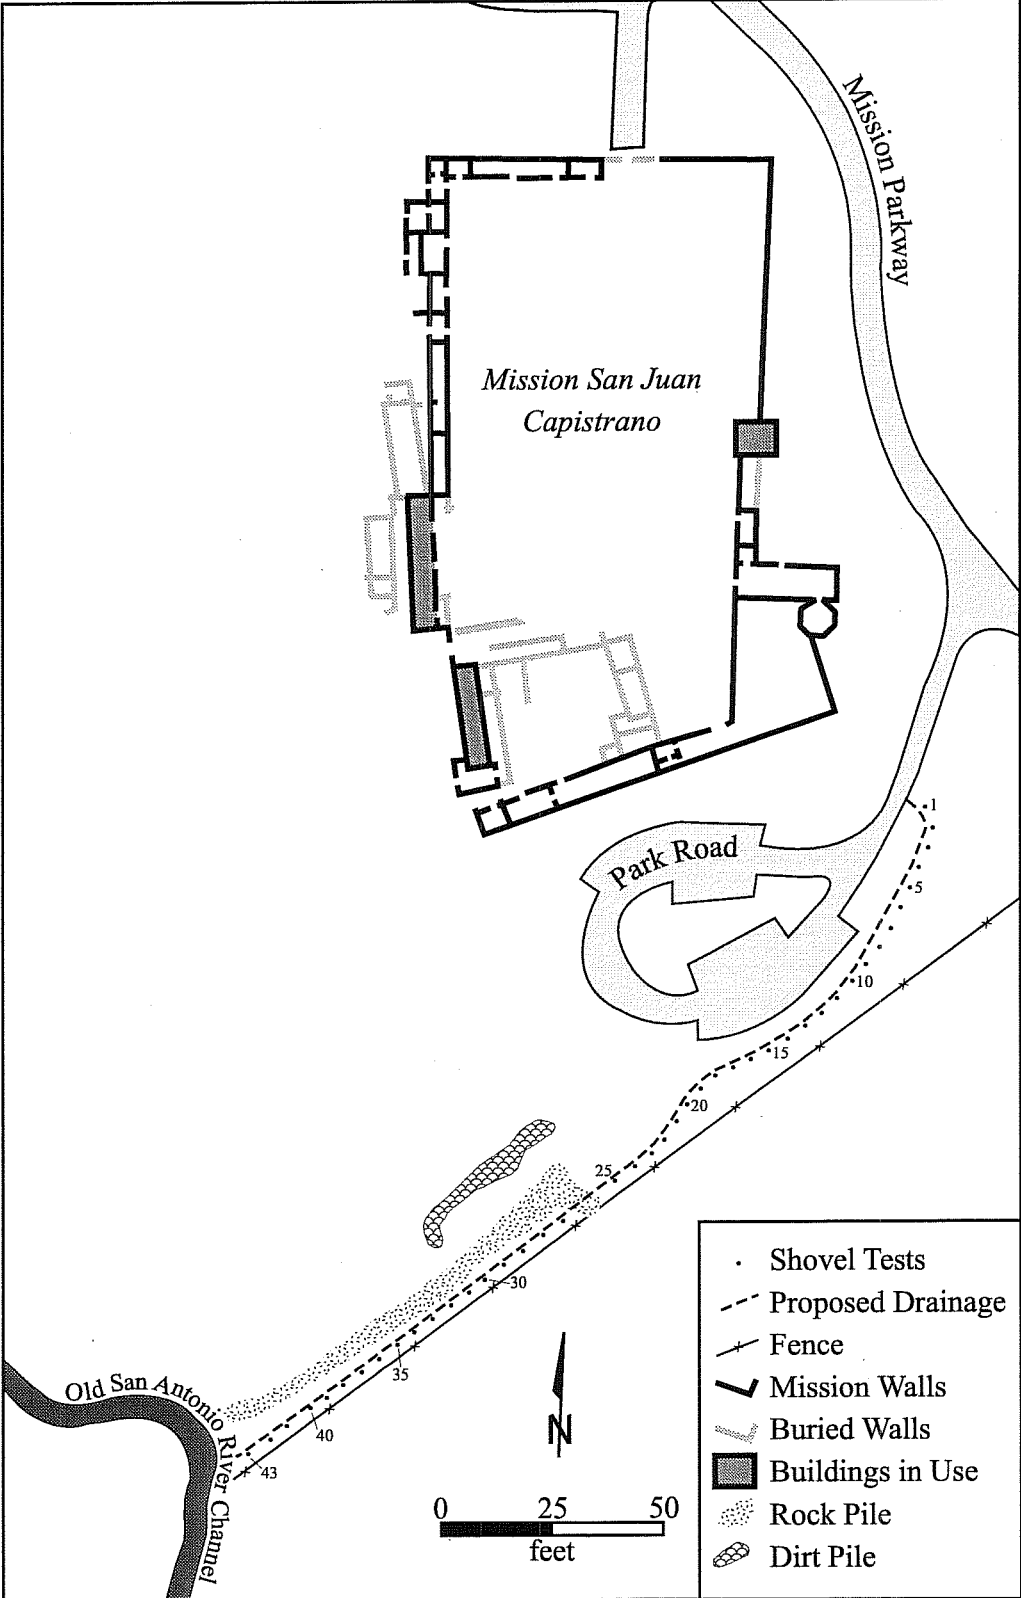 Mission Parkway
Mission San Juan
Capistrano
Park Road
1
5
10
15
20
25
30
35
40
43
Old San Antonio River Channel
N
0 25 50
feet
Shovel Tests
Proposed Drainage
Fence
Mission Walls
Buried Walls
Buildings in Use
Rock Pile
Dirt Pile